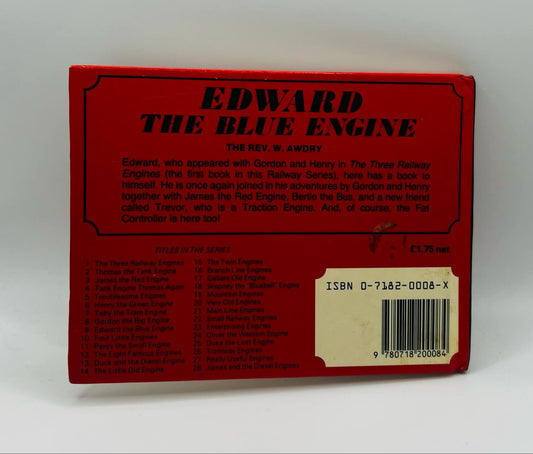 EDWARD
THE BLUE ENGINE
THE REV. W. AWDRY
Edward, who appeared with Gordon and Henry in The Three Railway
Engines (the first book in this Railway Series), here has a book to
himself. He is once again joined in his adventures by Gordon and Henry
together with James the Red Engine, Bertie the Bus, and a new friend
called Trevor, who is a Traction Engine. And, of course, the Fat
Controller is here too!
£1.75 net
TITLES IN THE SERIES
1 The Three Railway Engines
2 Thomas the Tank Engine
3 James the Red Engine
4 Tank Engine Thomas Again
5 Troublesome Engines
6 Henry the Green Engine
7 Toby the Tram Engine
8 Gordon the Big Engine
9 Edward the Blue Engine
10 Four Little Engines
11 Percy the Small Engine
12 The Eight Famous Engines
13 Duck and the Diesel Engine
14 The Little Old Engine
15 The Twin Engines
16 Branch Line Engines
17 Gallant Old Engine
18 Stepney the "Bluebell" Engine
19 Mountain Engines
20 Very Old Engines
21 Main Line Engines
22 Small Railway Engines
23 Enterprising Engines
24 Oliver the Western Engine
25 Duke the Lost Engine
26 Tramway Engines
27 Really Useful Engines
28 James and the Diesel Engines
ISBN 0-7182-0008-X
9 780718 200084